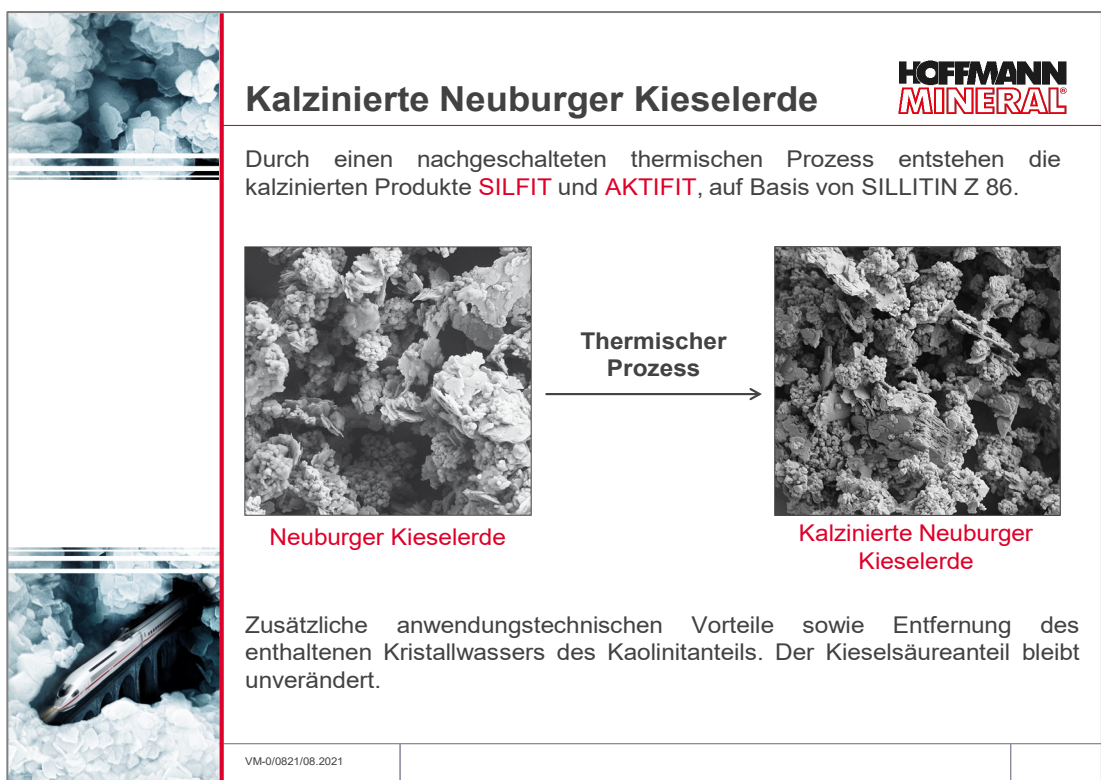 Kalzinierte Neuburger Kieselerde
HOFFMANN
MINERAL®
Durch einen nachgeschalteten thermischen Prozess entstehen die
kalzinierten Produkte SILFIT und AKTIFIT, auf Basis von SILLITIN Z 86.
Thermischer
Prozess
Neuburger Kieselerde
Kalzinierte Neuburger
Kieselerde
Zusätzliche anwendungstechnischen Vorteile sowie Entfernung des
enthaltenen Kristallwassers des Kaolinitanteils. Der Kieselsäureanteil bleibt
unverändert.
VM-0/0821/08.2021